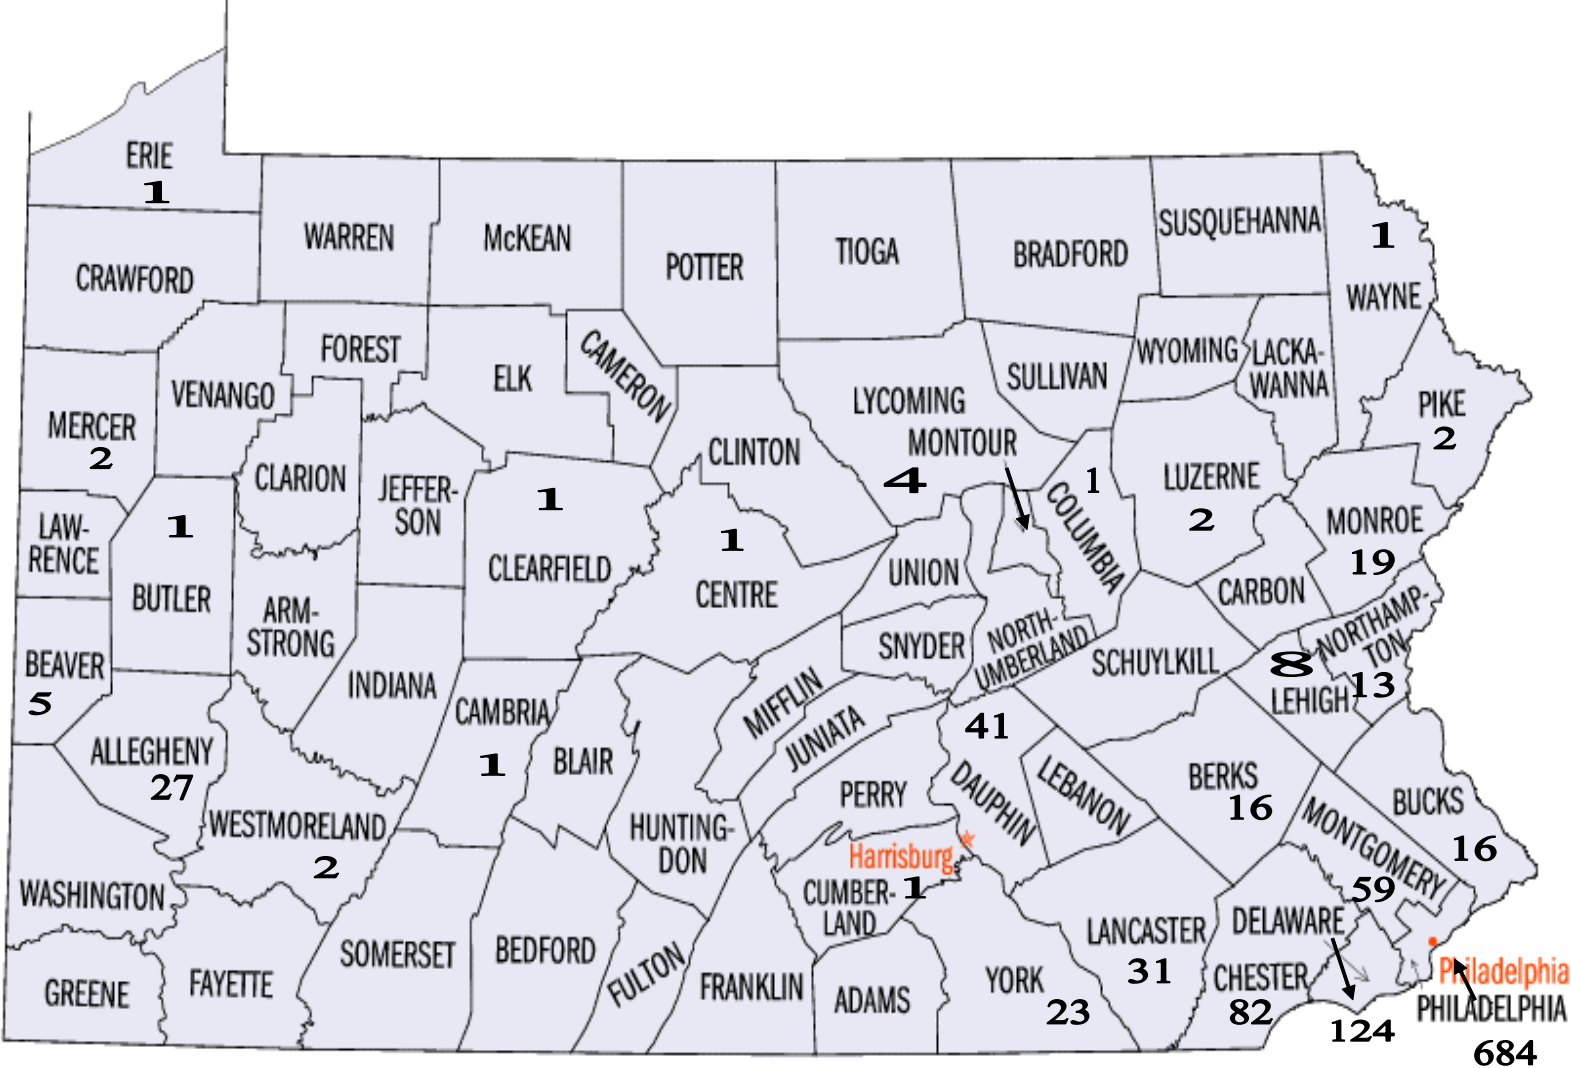 ERIE
1
WARREN
McKEAN
POTTER
TIOGA
BRADFORD
SUSQUEHANNA
1
WAYNE
CRAWFORD
FOREST
VENANGO
ELK
CAMERON
LYCOMING
4
MONTOUR
SULLIVAN
WYOMING
LACKA-
WANNA
PIKE
2
MERCER
2
CLARION
JEFFER-
SON
1
CLEARFIELD
CLINTON
1
CENTRE
1
COLUMBIA
LUZERNE
2
MONROE
19
LAW-
RENCE
1
BUTLER
ARM-
STRONG
UNION
SNYDER
NORTH-
UMBERLAND
CARBON
SCHUYLKILL
8
LEHIGH
NORTHAMP-
TON
13
BEAVER
5
INDIANA
CAMBRIA
1
BLAIR
MIFFLIN
JUNIATA
41
DAUPHIN
LEBANON
BERKS
16
BUCKS
16
ALLEGHENY
27
WESTMORELAND
2
HUNTING-
DON
PERRY
Harrisburg
CUMBER-
LAND
1
MONTGOMERY
59
WASHINGTON
GREENE
FAYETTE
SOMERSET
BEDFORD
FULTON
FRANKLIN
ADAMS
YORK
23
LANCASTER
31
DELAWARE
CHESTER
82
124
Philadelphia
PHILADELPHIA
684